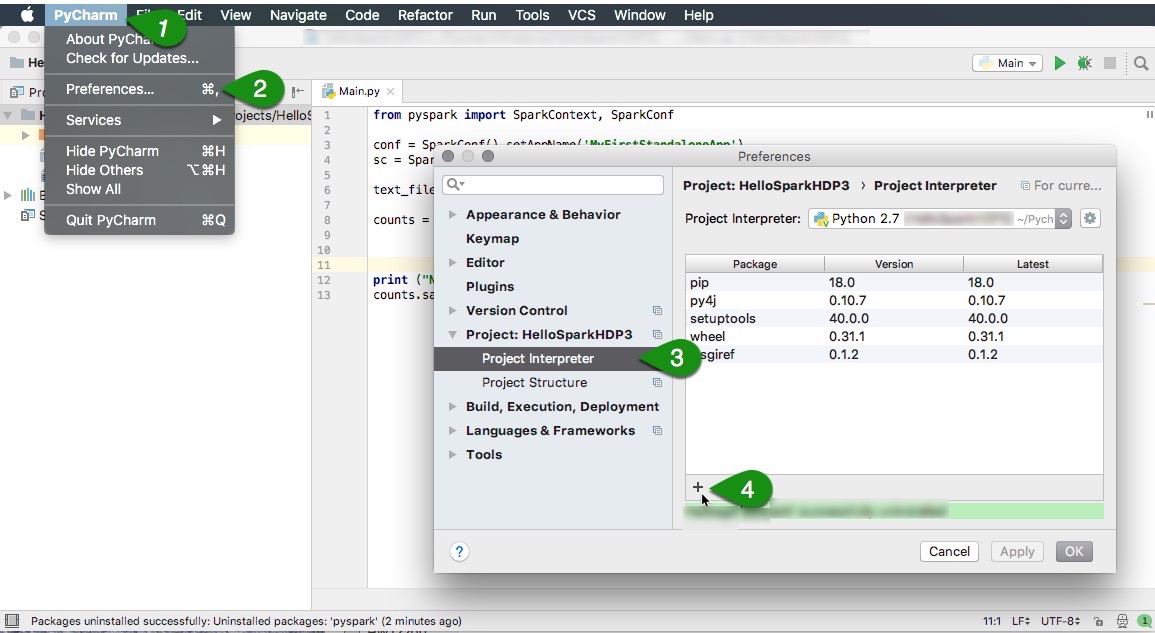 PyCharm File Edit View Navigate Code Refactor Run Tools VCS Window Help
1
About PyCha
Check for Updates...
Preferences... ⌘,
2
Services
Hide PyCharm ⌘H
Hide Others ⌥⌘H
Show All
Quit PyCharm ⌘Q
He
Main
Pro
rojects/HelloS
Main.py
1 from pyspark import SparkContext, SparkConf
2
3 conf = SparkConf().setAppName('MyFirstStandaloneApp')
4 sc = Spar
5
6 text_file
7
8 counts =
9
10
11
12 print ("N
13 counts.sa
Preferences
Appearance & Behavior
Keymap
Editor
Plugins
Version Control
Project: HelloSparkHDP3
Project Interpreter
3
Project Structure
Build, Execution, Deployment
Languages & Frameworks
Tools
Project: HelloSparkHDP3 › Project Interpreter For curre...
Project Interpreter: Python 2.7 ~/Pych
Package Version Latest
pip 18.0 18.0
py4j 0.10.7 0.10.7
setuptools 40.0.0 40.0.0
wheel 0.31.1 0.31.1
sgiref 0.1.2 0.1.2
+
4
? Cancel Apply OK
Packages uninstalled successfully: Uninstalled packages: 'pyspark' (2 minutes ago) 11:1 LF UTF-8 1